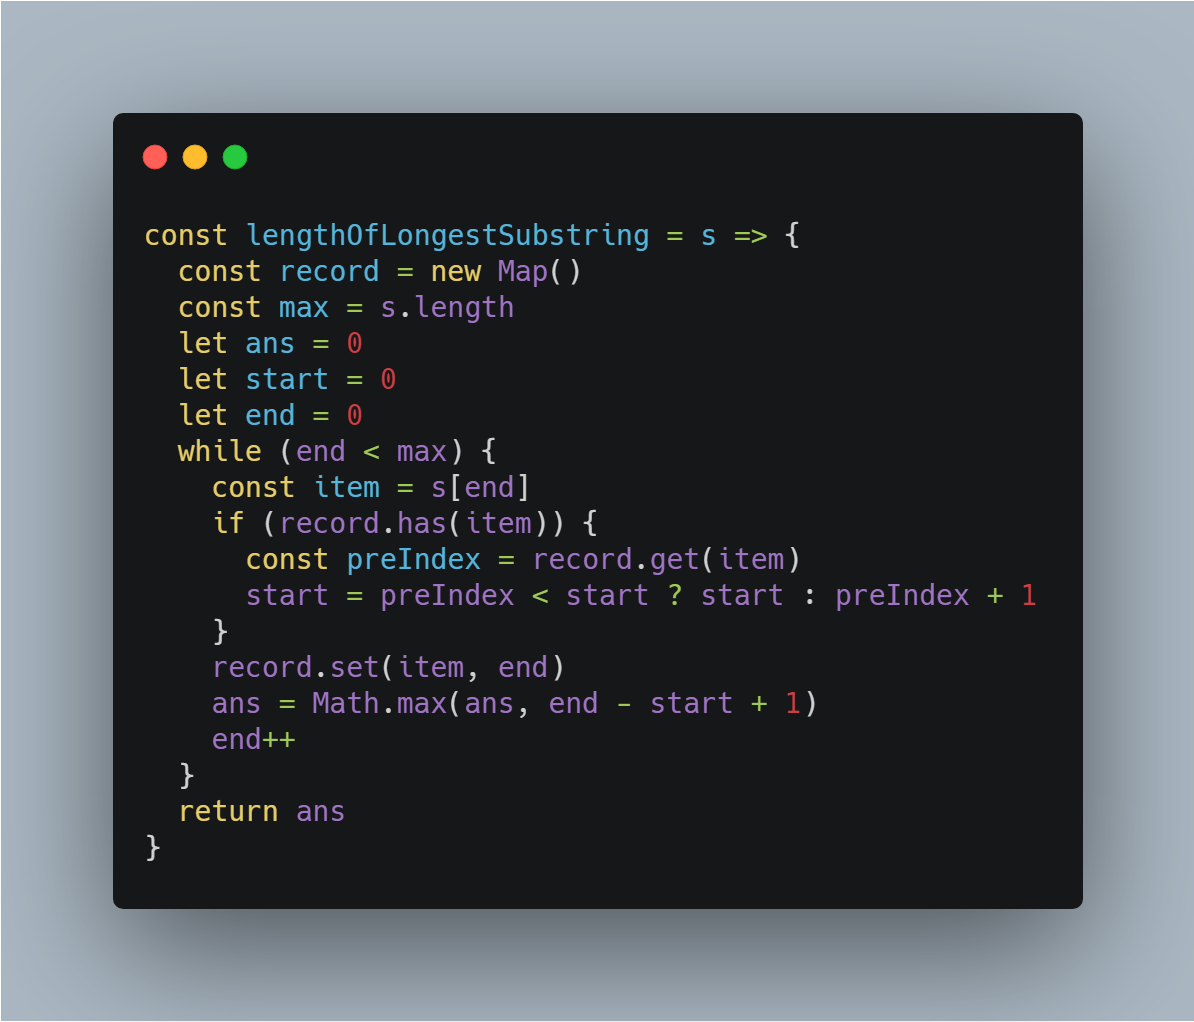 const lengthOfLongestSubstring = s => {
  const record = new Map()
  const max = s.length
  let ans = 0
  let start = 0
  let end = 0
  while (end < max) {
    const item = s[end]
    if (record.has(item)) {
      const preIndex = record.get(item)
      start = preIndex < start ? start : preIndex + 1
    }
    record.set(item, end)
    ans = Math.max(ans, end - start + 1)
    end++
  }
  return ans
}